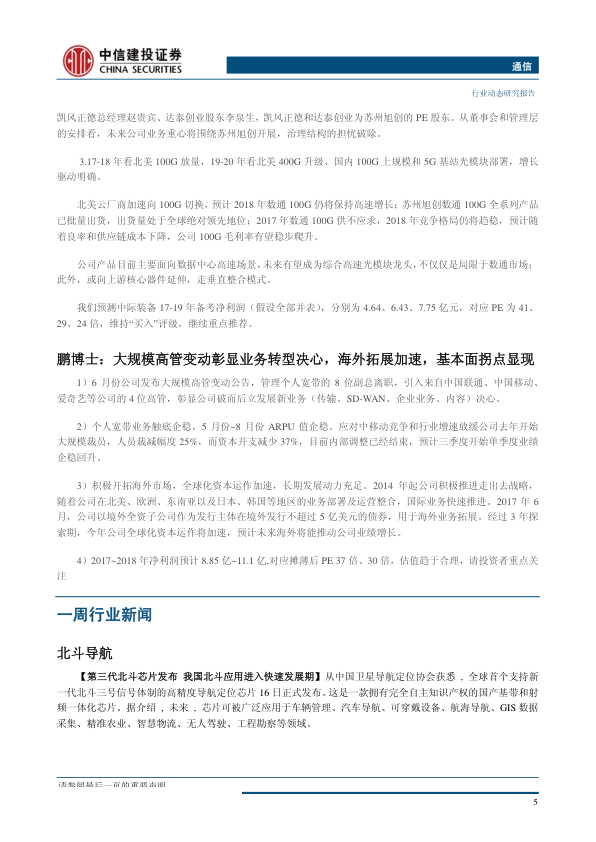 中信建投证券
CHINA SECURITIES
通信
行业动态研究报告
凯风正德总经理赵贵宾、达泰创业股东李泉生，凯风正德和达泰创业为苏州旭创的 PE 股东。从董事会和管理层
的安排看，未来公司业务重心将围绕苏州旭创开展，治理结构的担忧破除。
3.17-18 年看北美 100G 放量，19-20 年看北美 400G 升级、国内 100G 上规模和 5G 基站光模块部署，增长
驱动明确。
北美云厂商加速向 100G 切换，预计 2018 年数通 100G 仍将保持高速增长；苏州旭创数通 100G 全系列产品
已批量出货，出货量处于全球绝对领先地位；2017 年数通 100G 供不应求，2018 年竞争格局仍将趋稳，预计随
着良率和供应链成本下降，公司 100G 毛利率有望稳步爬升。
公司产品目前主要面向数据中心高速场景，未来有望成为综合高速光模块龙头，不仅仅是局限于数通市场；
此外，或向上游核心器件延伸，走垂直整合模式。
我们预测中际装备 17-19 年备考净利润（假设全部并表），分别为 4.64、6.43、7.75 亿元，对应 PE 为 41、
29、24 倍，维持“买入”评级，继续重点推荐。
鹏博士：大规模高管变动彰显业务转型决心，海外拓展加速，基本面拐点显现
1）6 月份公司发布大规模高管变动公告，管理个人宽带的 8 位副总离职，引入来自中国联通、中国移动、
爱奇艺等公司的 4 位高管，彰显公司破而后立发展新业务（传输、SD-WAN、企业业务、内容）决心。
2）个人宽带业务触底企稳，5 月份~8 月份 ARPU 值企稳。应对中移动竞争和行业增速放缓公司去年开始
大规模裁员，人员裁减幅度 25%，而资本开支减少 37%，目前内部调整已经结束，预计三季度开始单季度业绩
企稳回升。
3）积极开拓海外市场，全球化资本运作加速，长期发展动力充足。2014 年起公司积极推进走出去战略，
随着公司在北美、欧洲、东南亚以及日本、韩国等地区的业务部署及运营整合，国际业务快速推进。2017 年 6
月，公司以境外全资子公司作为发行主体在境外发行不超过 5 亿美元的债券，用于海外业务拓展。经过 3 年探
索期，今年公司全球化资本运作将加速，预计未来海外将能推动公司业绩增长。
4）2017~2018 年净利润预计 8.85 亿~11.1 亿,对应摊薄后 PE 37 倍、30 倍，估值趋于合理，请投资者重点关
注
一周行业新闻
北斗导航
【第三代北斗芯片发布 我国北斗应用进入快速发展期】从中国卫星导航定位协会获悉 , 全球首个支持新
一代北斗三号信号体制的高精度导航定位芯片 16 日正式发布。这是一款拥有完全自主知识产权的国产基带和射
频一体化芯片。据介绍 , 未来 , 芯片可被广泛应用于车辆管理、汽车导航、可穿戴设备、航海导航、GIS 数据
采集、精准农业、智慧物流、无人驾驶、工程勘察等领域。
请参阅最后一页的重要声明
5